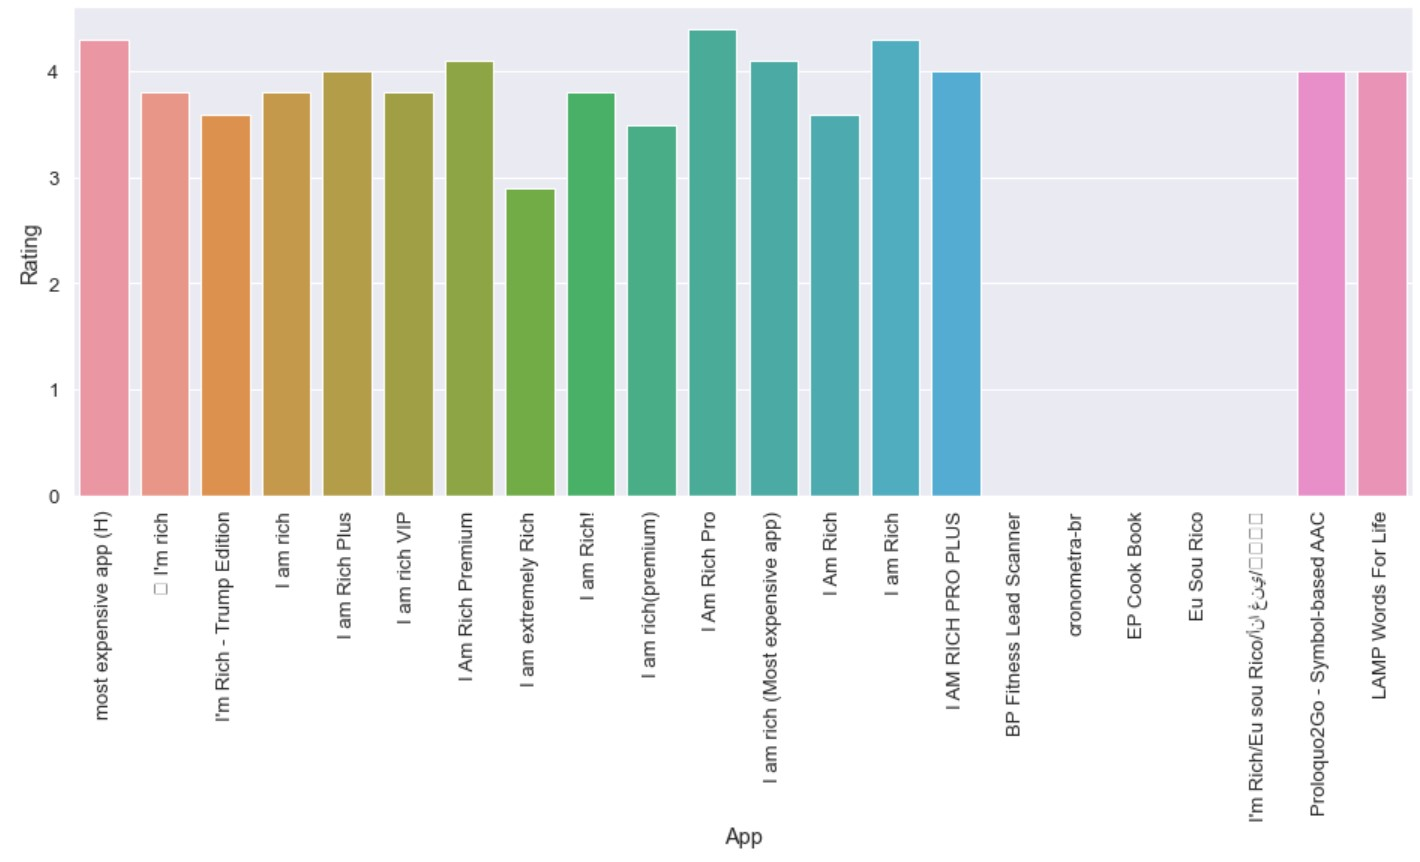 4
3
2
1
0
Rating
most expensive app (H)
I'm rich
I'm Rich - Trump Edition
I am rich
I am Rich Plus
I am rich VIP
I Am Rich Premium
I am extremely Rich
I am Rich!
I am rich(premium)
I Am Rich Pro
I am rich (Most expensive app)
I Am Rich
I am Rich
I AM RICH PRO PLUS
BP Fitness Lead Scanner
cronometra-br
EP Cook Book
Eu Sou Rico
I'm Rich/Eu sou Rico/أنا غني/
Proloquo2Go - Symbol-based AAC
LAMP Words For Life
App